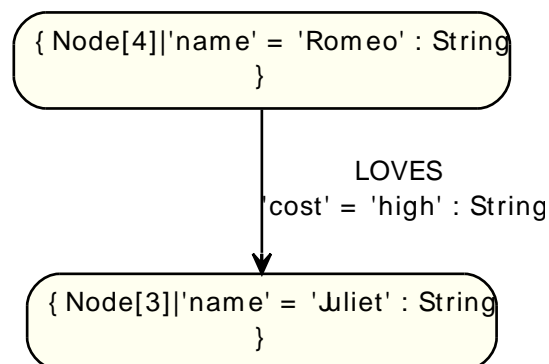 { Node[4]|'name' = 'Romeo' : String
}
LOVES
'cost' = 'high' : String
{ Node[3]|'name' = 'Juliet' : String
}